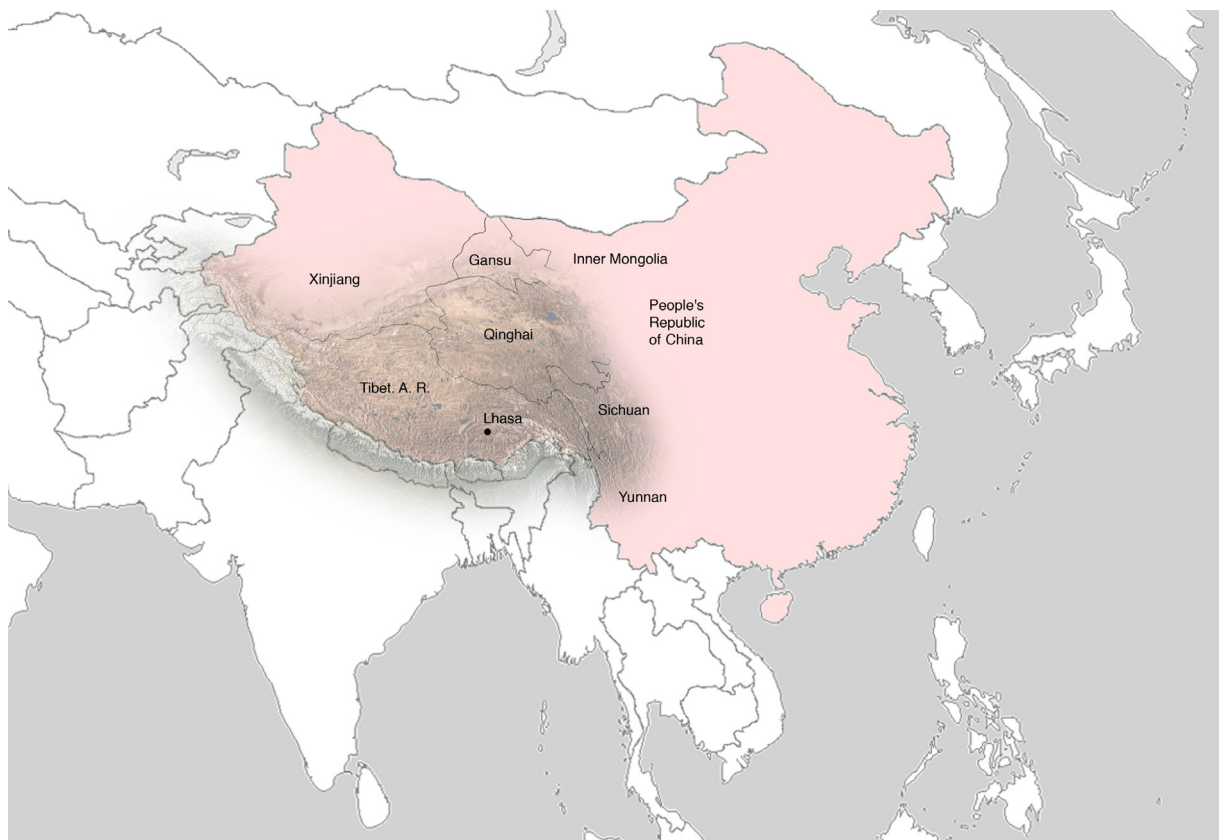 Inner Mongolia
Gansu
Xinjiang
People's
Republic
of China
Qinghai
Tibet. A. R.
Sichuan
Lhasa
Yunnan